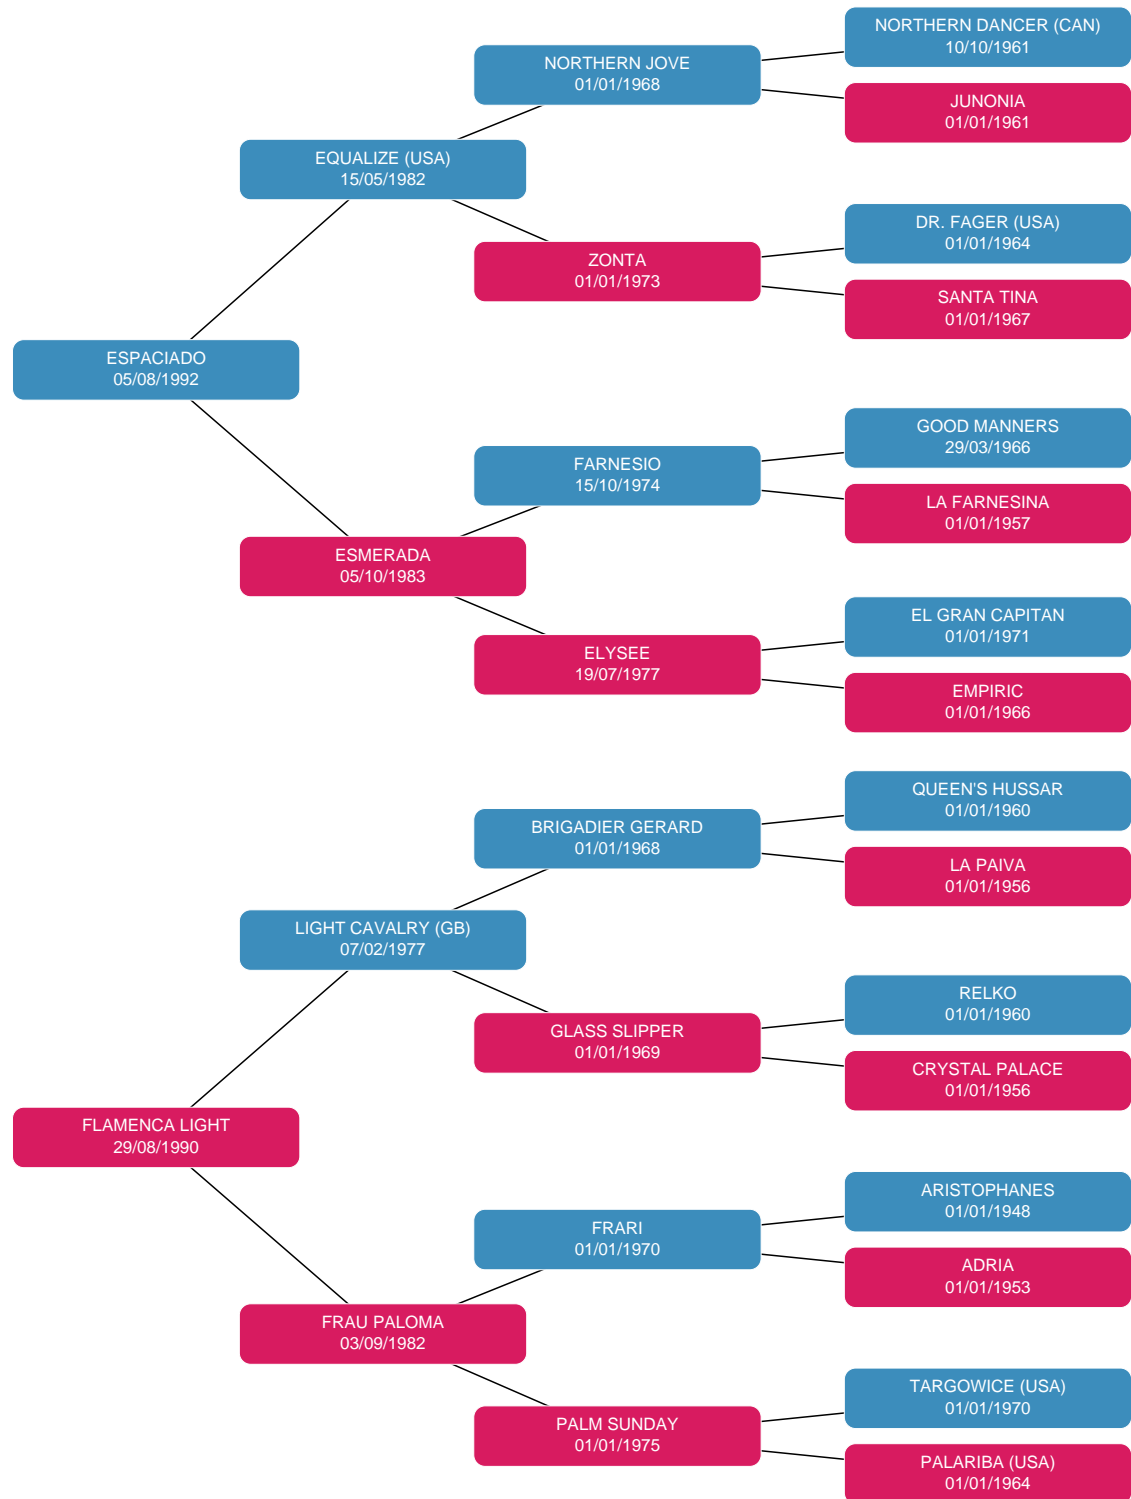 NORTHERN DANCER (CAN)
10/10/1961
NORTHERN JOVE
01/01/1968
JUNONIA
01/01/1961
EQUALIZE (USA)
15/05/1982
DR. FAGER (USA)
01/01/1964
ZONTA
01/01/1973
SANTA TINA
01/01/1967
ESPACIADO
05/08/1992
GOOD MANNERS
29/03/1966
FARNESIO
15/10/1974
LA FARNESINA
01/01/1957
ESMERADA
05/10/1983
EL GRAN CAPITAN
01/01/1971
ELYSEE
19/07/1977
EMPIRIC
01/01/1966
QUEEN'S HUSSAR
01/01/1960
BRIGADIER GERARD
01/01/1968
LA PAIVA
01/01/1956
LIGHT CAVALRY (GB)
07/02/1977
RELKO
01/01/1960
GLASS SLIPPER
01/01/1969
CRYSTAL PALACE
01/01/1956
FLAMENCA LIGHT
29/08/1990
ARISTOPHANES
01/01/1948
FRARI
01/01/1970
ADRIA
01/01/1953
FRAU PALOMA
03/09/1982
TARGOWICE (USA)
01/01/1970
PALM SUNDAY
01/01/1975
PALARIBA (USA)
01/01/1964